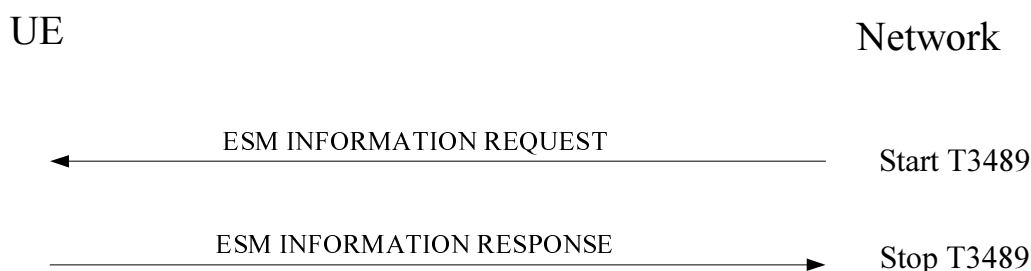 UE
Network
ESM INFORMATION REQUEST
Start T3489
ESM INFORMATION RESPONSE
Stop T3489